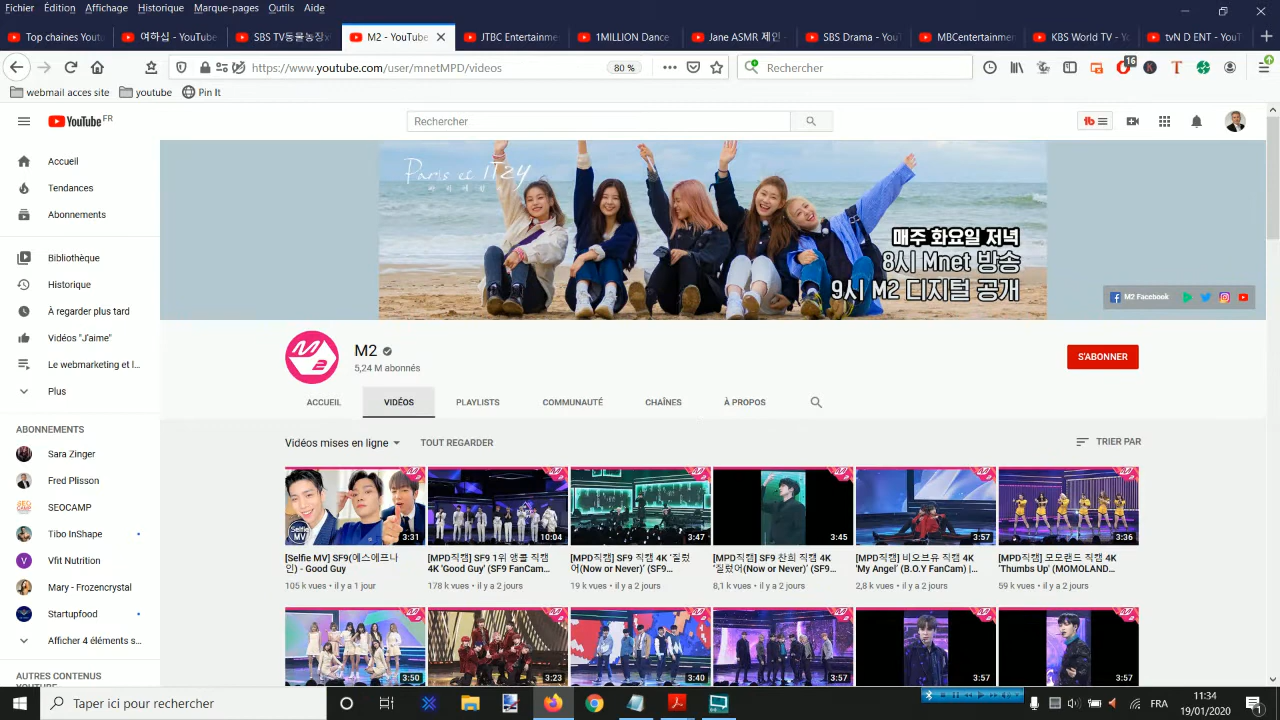 Fichier Édition Affichage Historique Marque-pages Outils Aide
Top chaines Youtu 여하십 - YouTube SBS TV동물농장x M2 - YouTube JTBC Entertainme 1MILLION Dance Jane ASMR 제인 - SBS Drama - YouT MBCentertainmen KBS World TV - Yo tvN D ENT - YouT
https://www.youtube.com/user/mnetMPD/videos 80 % Rechercher 16
webmail acces site youtube Pin It
YouTube FR Rechercher
Accueil
Tendances
Abonnements
Bibliothèque
Historique
À regarder plus tard
Vidéos "J'aime"
Le webmarketing et l...
Plus
ABONNEMENTS
Sara Zinger
Fred Plisson
SEOCAMP
Tibo InShape
Vfit Nutrition
Mary - Frozencrystal
Startupfood
Afficher 4 éléments s...
AUTRES CONTENUS
Paris et ITZY
파리에잇
매주 화요일 저녁
8시 Mnet 방송
9시 M2 디지털 공개
M2 Facebook
M2
5,24 M abonnés
S'ABONNER
ACCUEIL VIDÉOS PLAYLISTS COMMUNAUTÉ CHAÎNES À PROPOS
Vidéos mises en ligne TOUT REGARDER TRIER PAR
Selfie MV 3:31 10:04 3:47 3:45 3:57 3:36
[Selfie MV] SF9(에스에프나
인) - Good Guy
105 k vues • il y a 1 jour
[MPD직캠] SF9 1위 앵콜 직캠
4K 'Good Guy' (SF9 FanCam...
178 k vues • il y a 2 jours
[MPD직캠] SF9 직캠 4K '질렀
어(Now or Never)' (SF9...
19 k vues • il y a 2 jours
[MPD직캠] SF9 찬희 직캠 4K
'질렀어(Now or Never)' (SF9...
8,1 k vues • il y a 2 jours
[MPD직캠] 비오브유 직캠 4K
'My Angel' (B.O.Y FanCam) |...
2,8 k vues • il y a 2 jours
[MPD직캠] 모모랜드 직캠 4K
'Thumbs Up' (MOMOLAND...
59 k vues • il y a 2 jours
3:50 3:23 3:57 3:57 3:57 3:57
Taper ici pour rechercher
FRA 11:34
19/01/2020